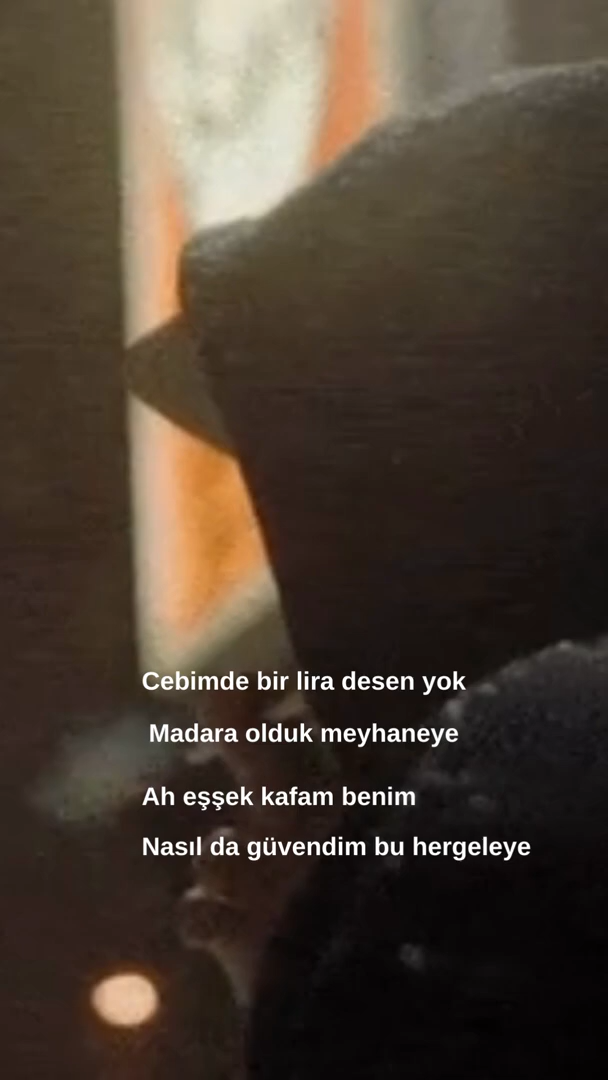 Cebimde bir lira desen yok
Madara olduk meyhaneye
Ah eşşek kafam benim
Nasıl da güvendim bu hergeleye